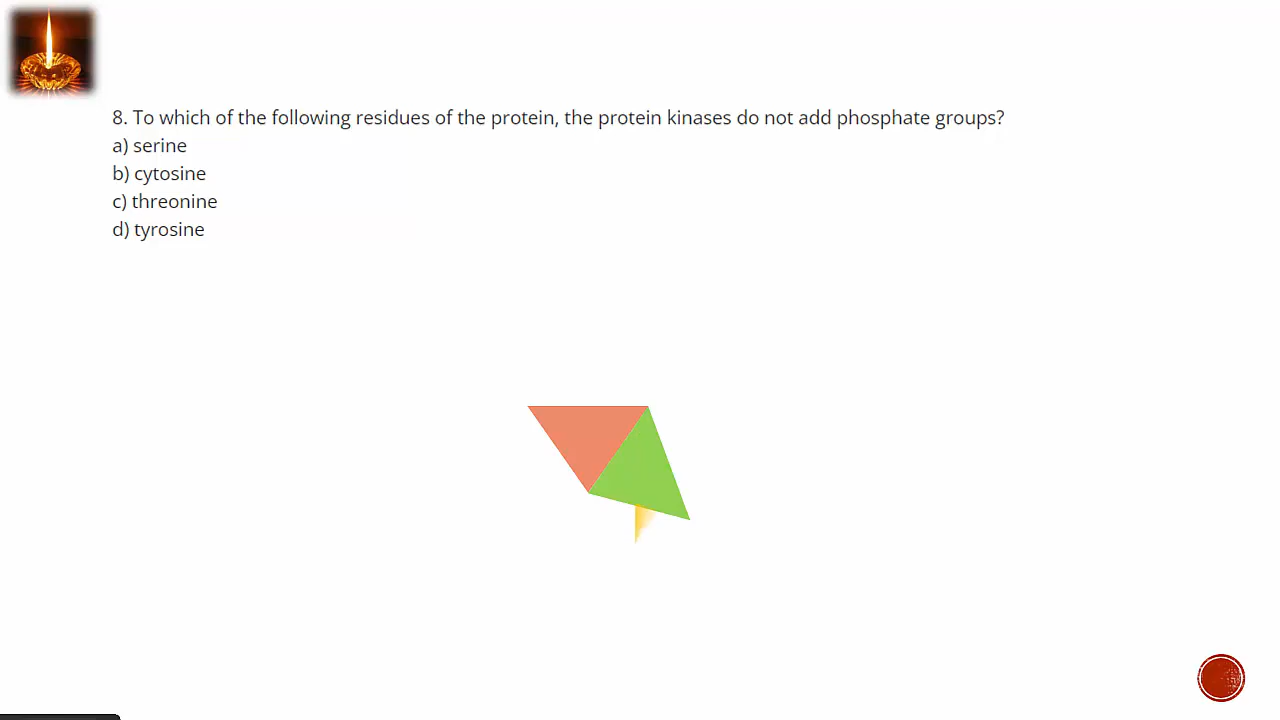 8. To which of the following residues of the protein, the protein kinases do not add phosphate groups?
a) serine
b) cytosine
c) threonine
d) tyrosine